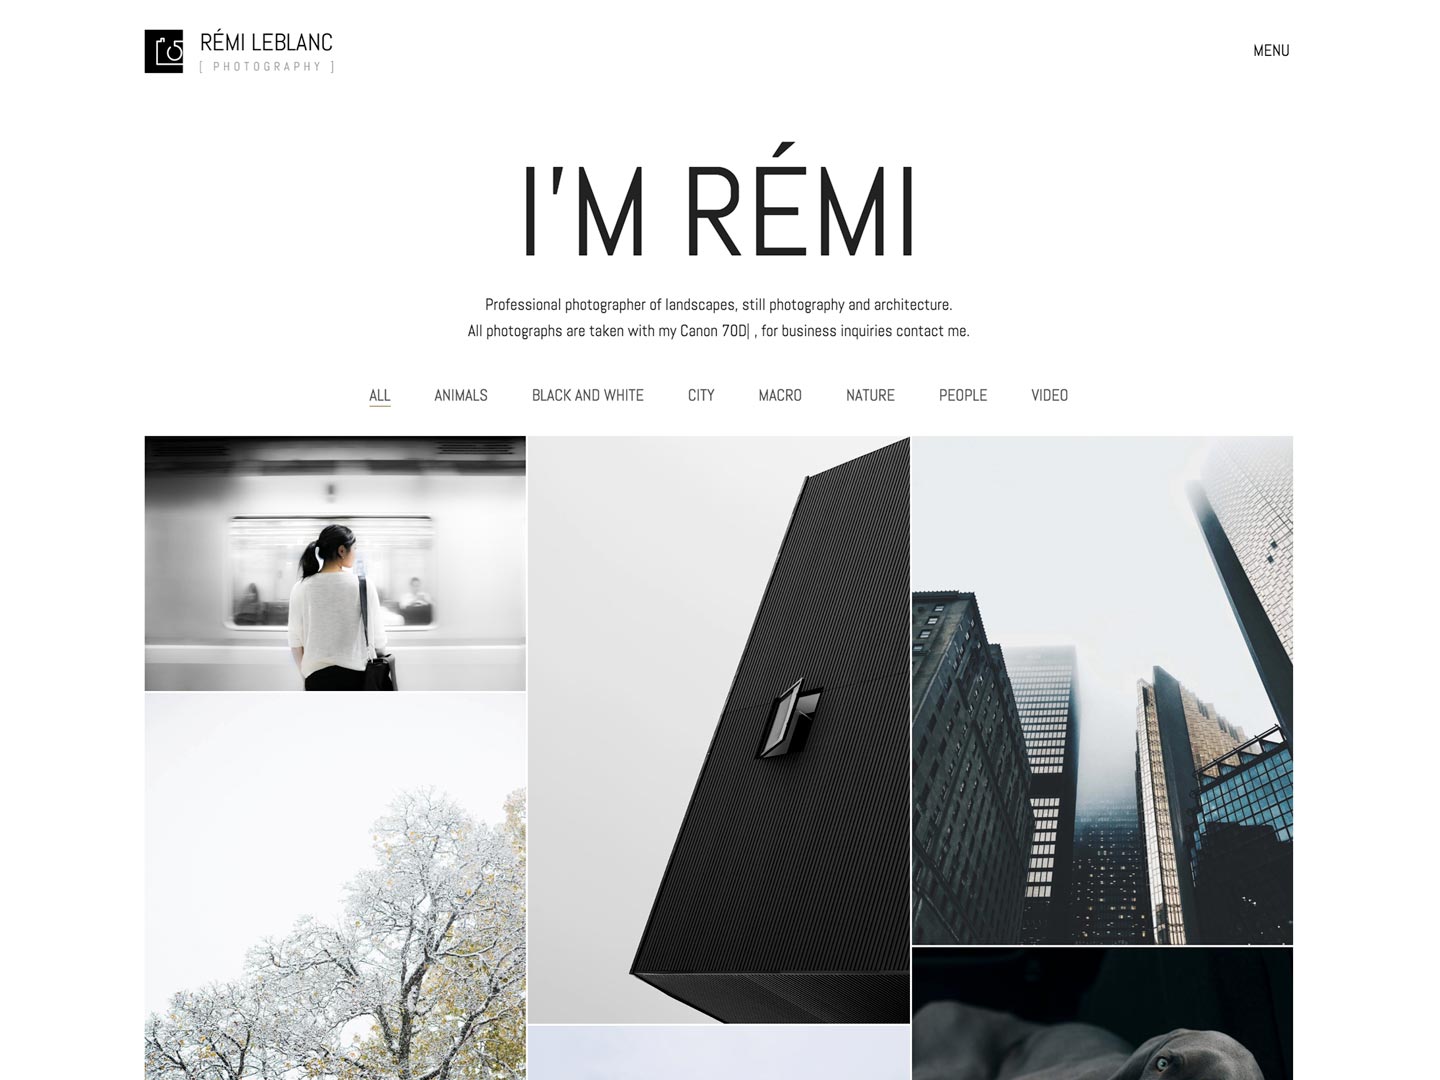 RÉMI LEBLANC
[ PHOTOGRAPHY ]
MENU
I'M RÉMI
Professional photographer of landscapes, still photography and architecture.
All photographs are taken with my Canon 70D| , for business inquiries contact me.
ALL ANIMALS BLACK AND WHITE CITY MACRO NATURE PEOPLE VIDEO